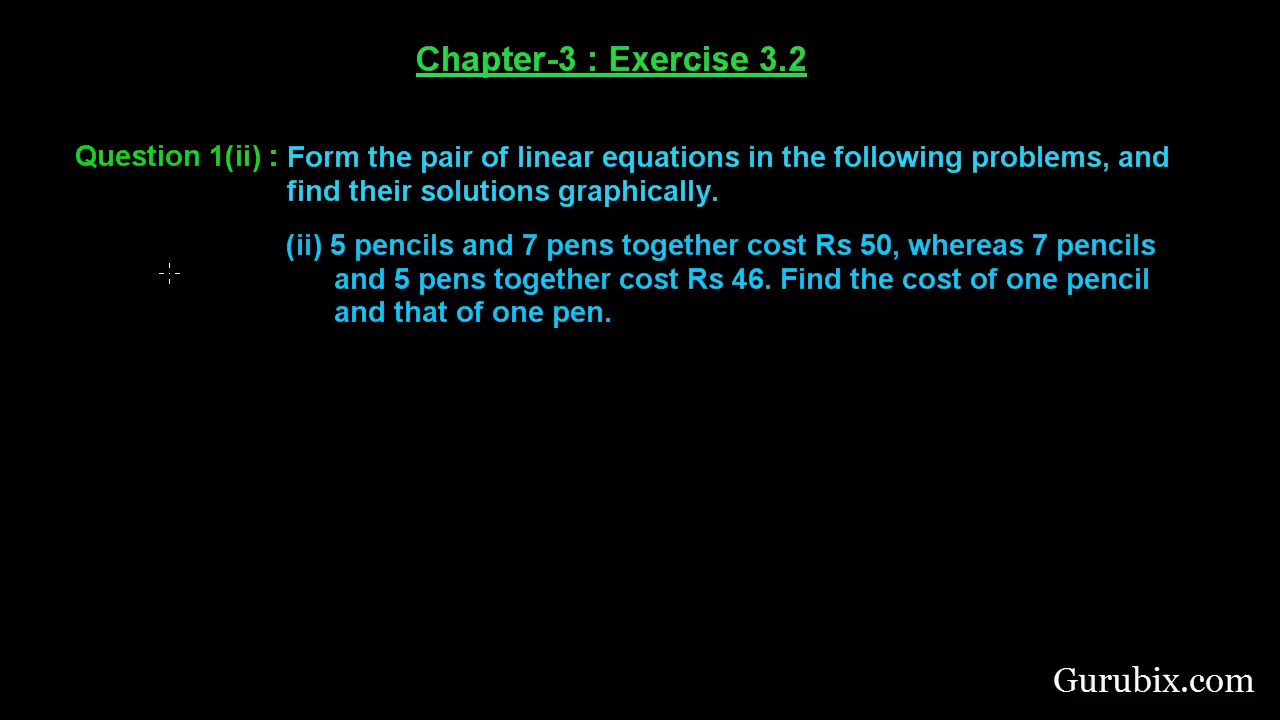 Chapter-3 : Exercise 3.2
Question 1(ii) : Form the pair of linear equations in the following problems, and
find their solutions graphically.
(ii) 5 pencils and 7 pens together cost Rs 50, whereas 7 pencils
and 5 pens together cost Rs 46. Find the cost of one pencil
and that of one pen.
Gurubix.com